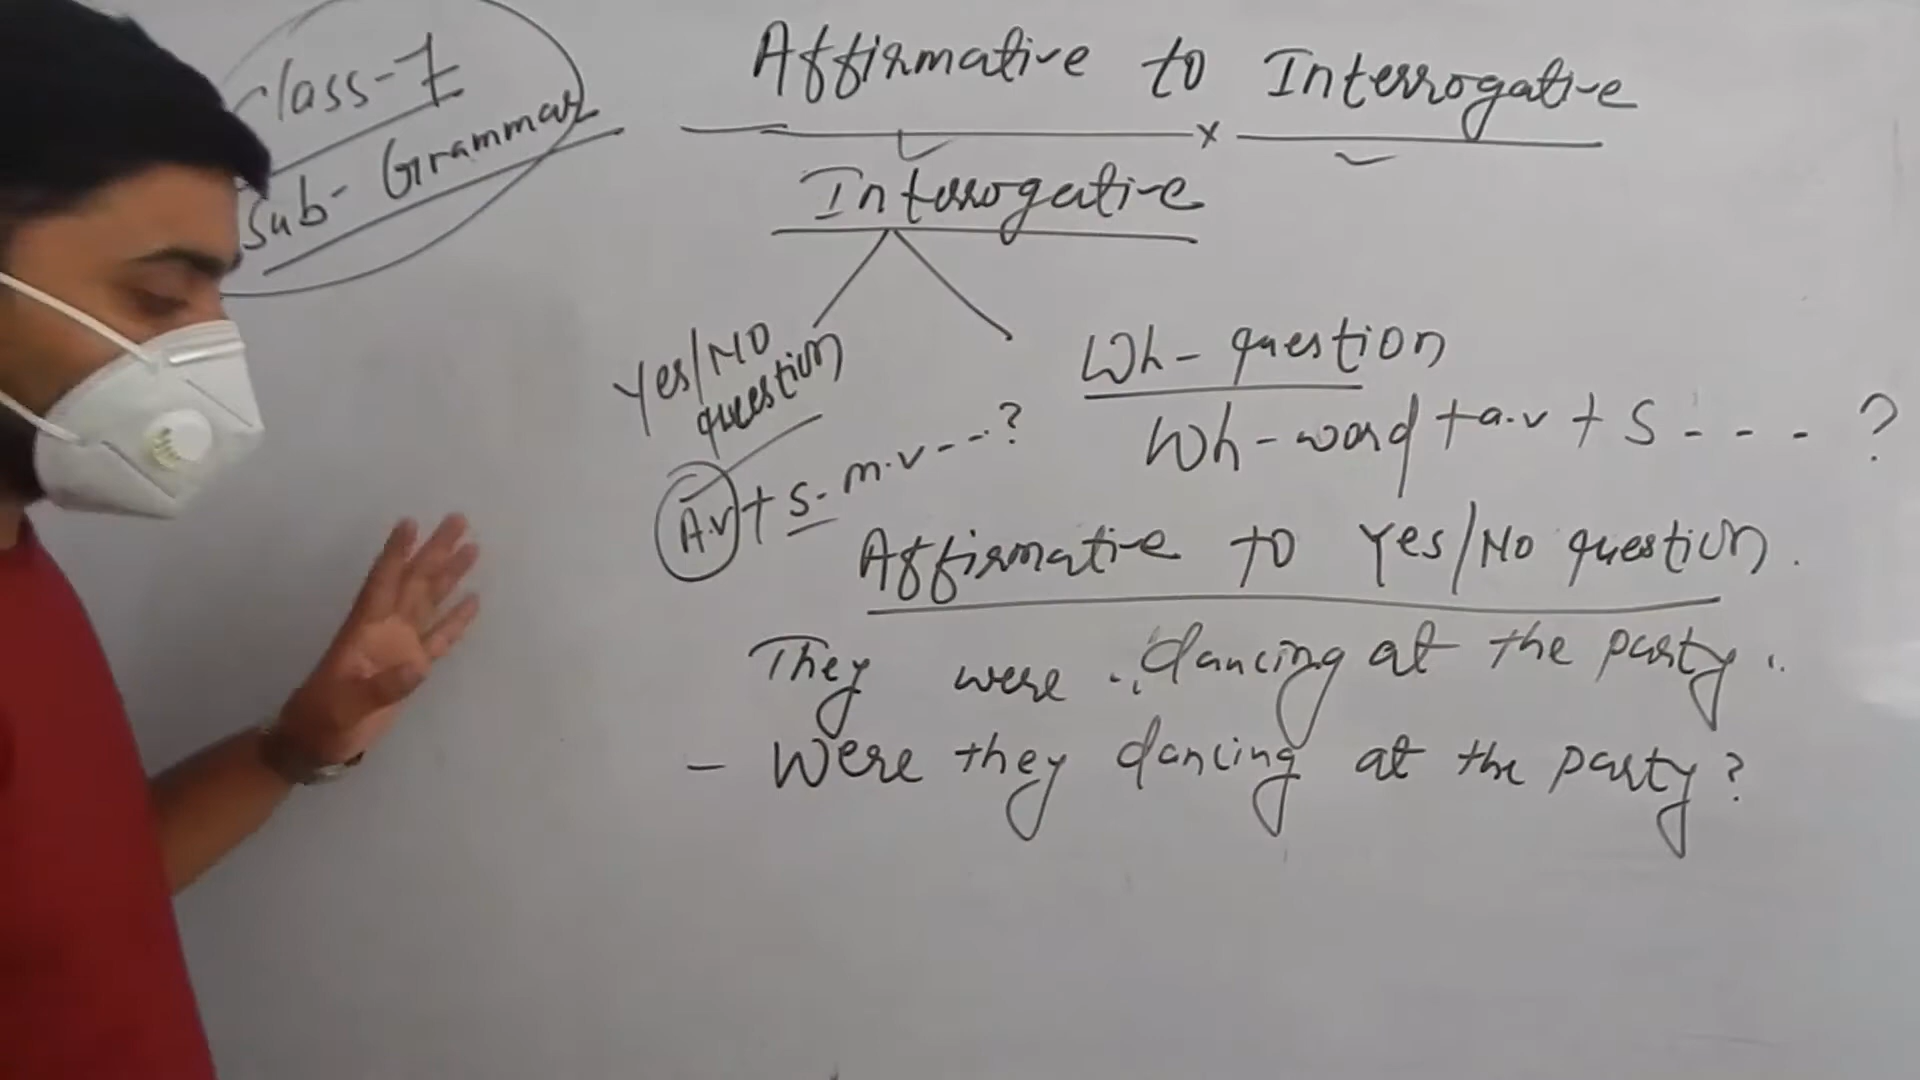 Class-7
Sub- Grammar
Affirmative to Interrogative
Interrogative
Yes/No
question
A.v + S. m.v---?
Wh- question
Wh-word + a.v + S - - - - ?
Affirmative to Yes/No question.
They were dancing at the party.
- Were they dancing at the party?